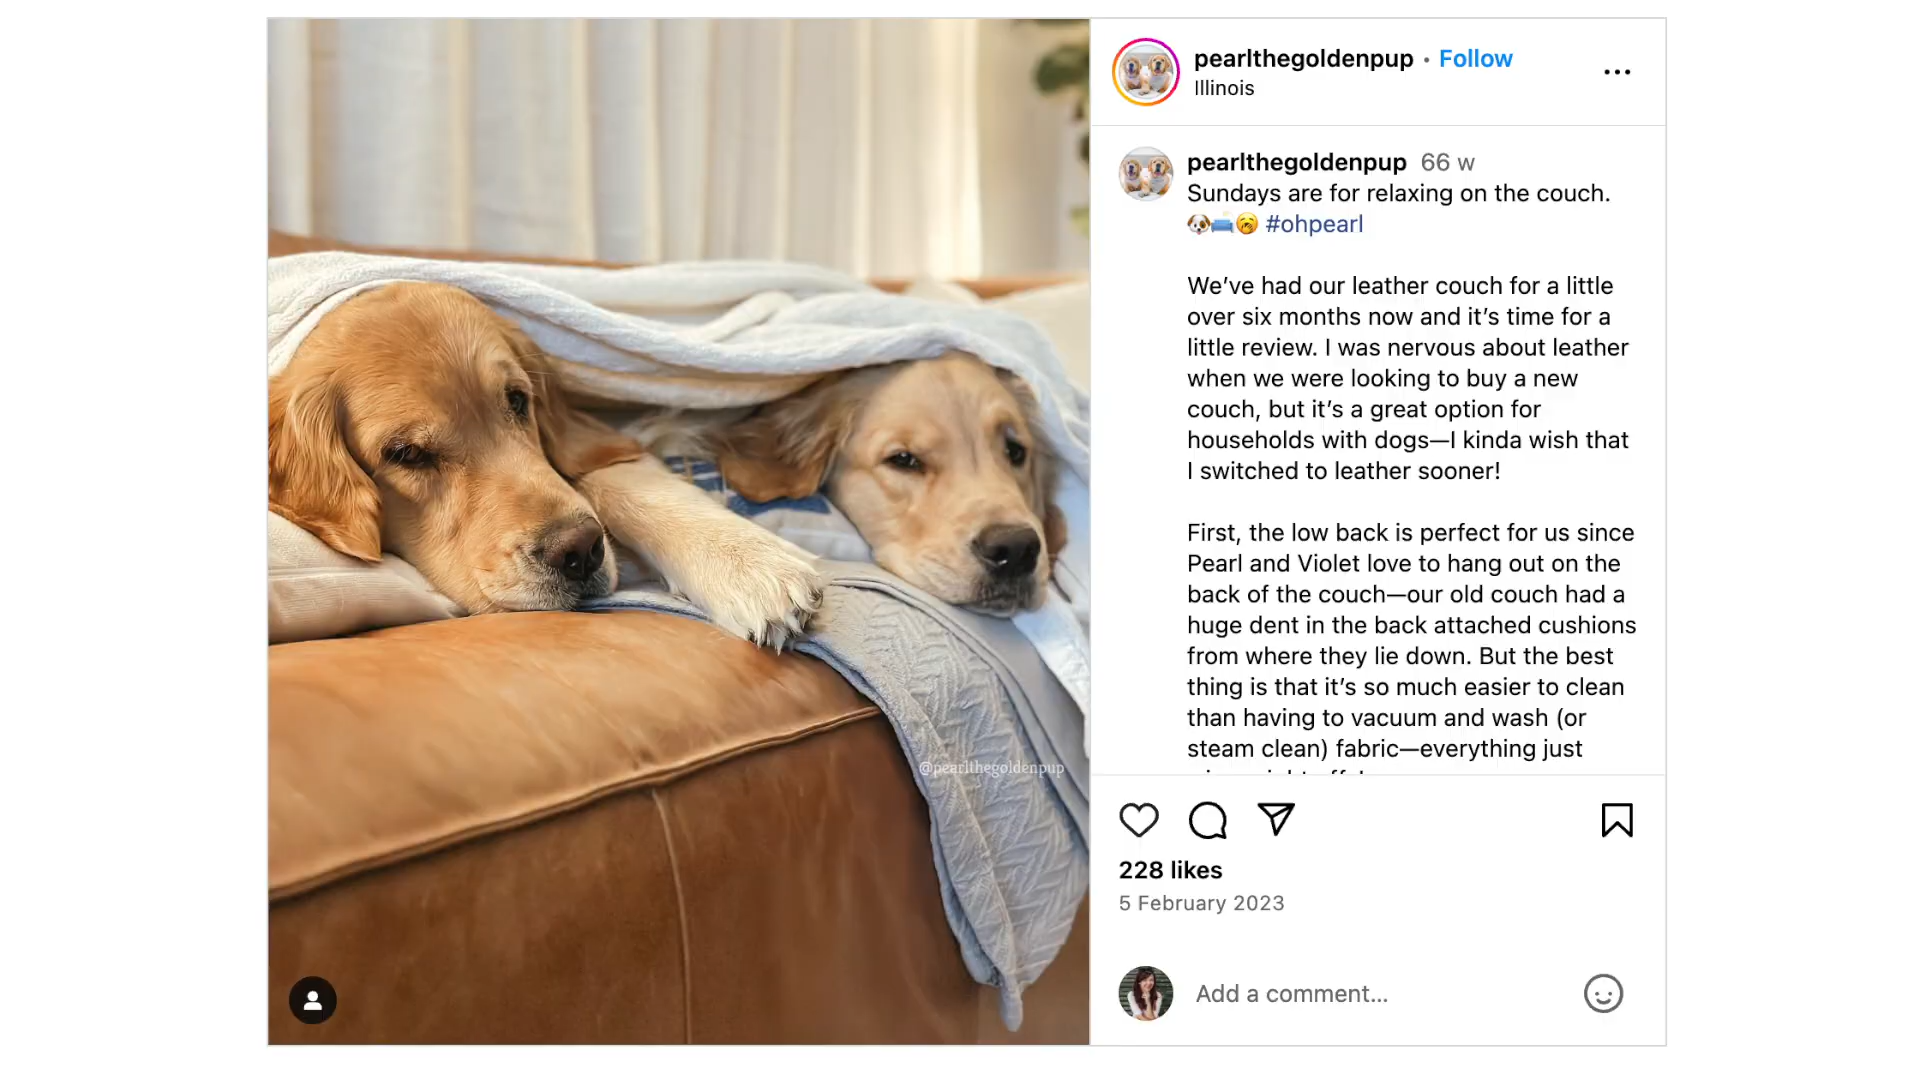 pearlthegoldenpup • Follow
Illinois
pearlthegoldenpup 66 w
Sundays are for relaxing on the couch.
🐶🛋️🥱 #ohpearl
We’ve had our leather couch for a little
over six months now and it’s time for a
little review. I was nervous about leather
when we were looking to buy a new
couch, but it’s a great option for
households with dogs—I kinda wish that
I switched to leather sooner!
First, the low back is perfect for us since
Pearl and Violet love to hang out on the
back of the couch—our old couch had a
huge dent in the back attached cushions
from where they lie down. But the best
thing is that it’s so much easier to clean
than having to vacuum and wash (or
steam clean) fabric—everything just
@pearlthegoldenpup
228 likes
5 February 2023
Add a comment...